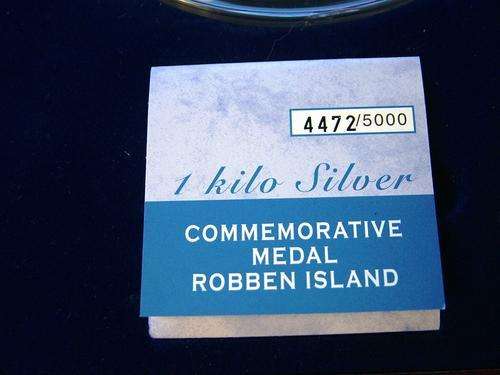 4472/5000
1 kilo Silver
COMMEMORATIVE
MEDAL
ROBBEN ISLAND